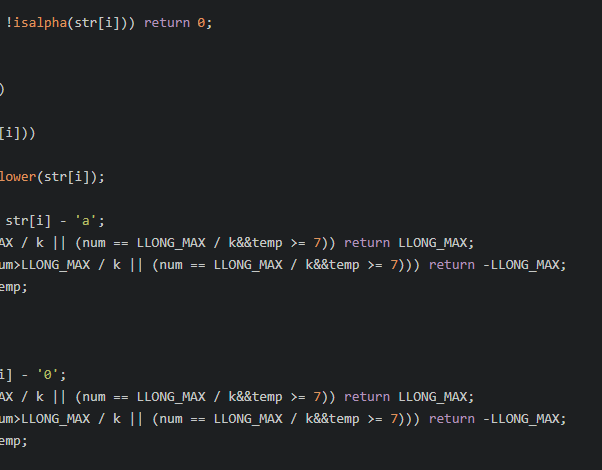 !isalpha(str[i])) return 0;
)
[i]))
lower(str[i]);
str[i] - 'a';
AX / k || (num == LLONG_MAX / k&&temp >= 7)) return LLONG_MAX;
um>LLONG_MAX / k || (num == LLONG_MAX / k&&temp >= 7))) return -LLONG_MAX;
emp;
i] - '0';
AX / k || (num == LLONG_MAX / k&&temp >= 7)) return LLONG_MAX;
um>LLONG_MAX / k || (num == LLONG_MAX / k&&temp >= 7))) return -LLONG_MAX;
emp;